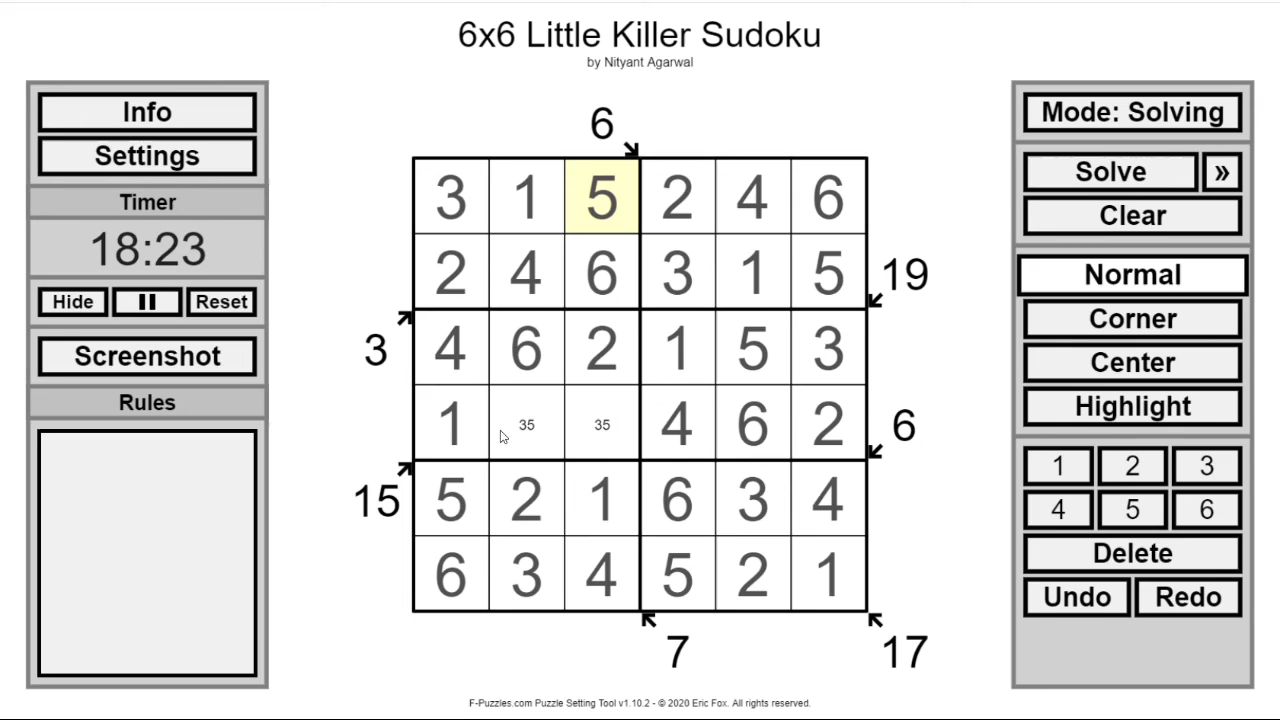 6x6 Little Killer Sudoku
by Nityant Agarwal
Info
Settings
Timer
18:23
Hide
Reset
Screenshot
Rules
6
3 1 5 2 4 6
2 4 6 3 1 5 19
3 4 6 2 1 5 3
1 35 35 4 6 2 6
15 5 2 1 6 3 4
6 3 4 5 2 1
7 17
Mode: Solving
Solve »
Clear
Normal
Corner
Center
Highlight
1 2 3
4 5 6
Delete
Undo Redo
F-Puzzles.com Puzzle Setting Tool v1.10.2 - © 2020 Eric Fox. All rights reserved.